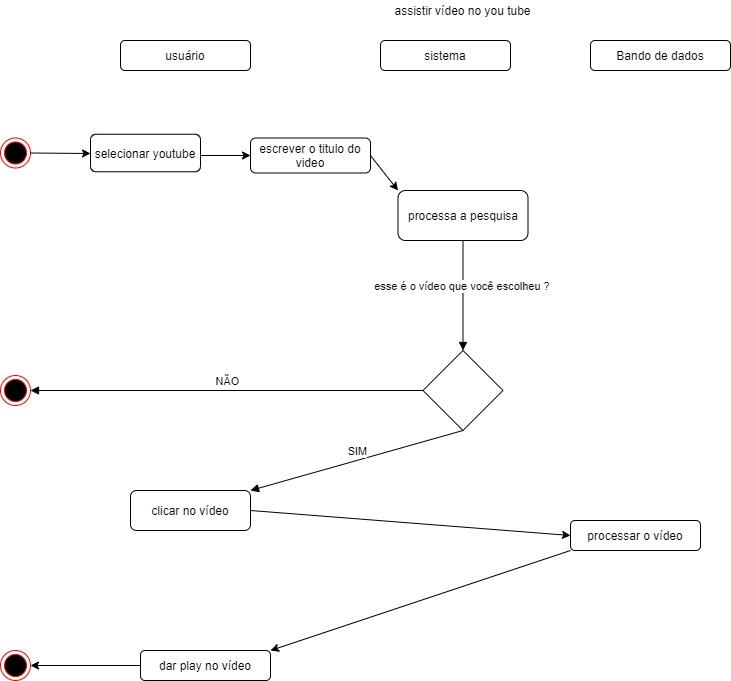 assistir vídeo no you tube
usuário
sistema
Bando de dados
selecionar youtube
escrever o titulo do
video
processa a pesquisa
esse é o vídeo que você escolheu ?
NÃO
SIM
clicar no vídeo
processar o vídeo
dar play no vídeo